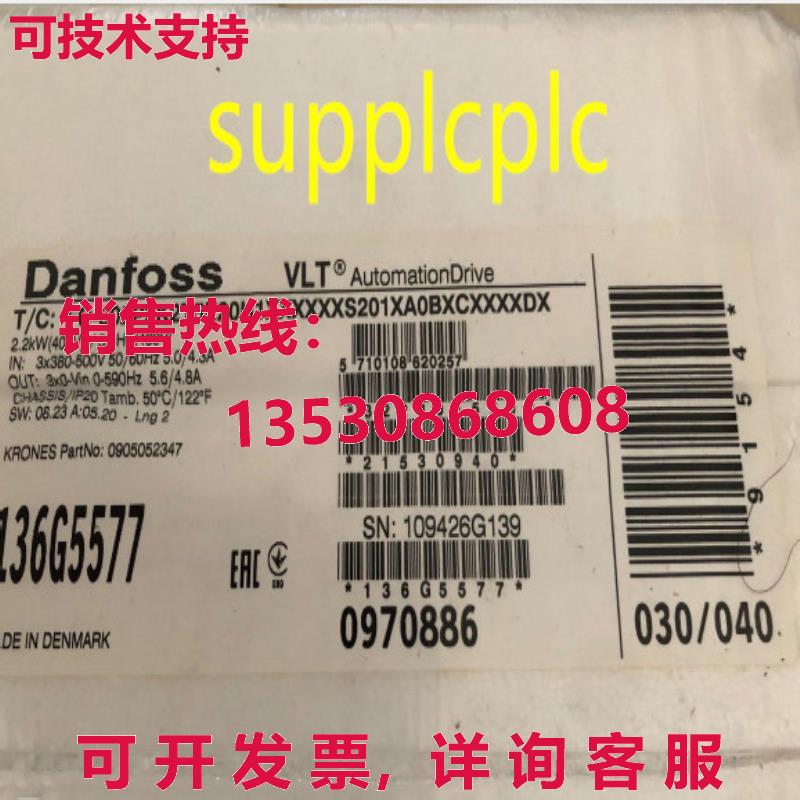 可技术支持
supplcplc
Danfoss VLT® AutomationDrive
T/C: XXXXS201XA0BXCXXXXDX
销售热线：
2.2kW(40
IN: 3x380-500V 50/60Hz 5.0/4.3A
5 710108 620257
OUT: 3x0-Vin 0-590Hz 5.6/4.8A
CHASSIS/IP20 Tamb. 50°C/122°F
SW: 06.23 A:05.20 - Lng 2
13530868608
KRONES PartNo: 0905052347
*21530940*
136G5577
SN: 109426G139
EAC
*136G5577*
.DE IN DENMARK
0970886
*4519*
030/040
可开发票, 详询客服